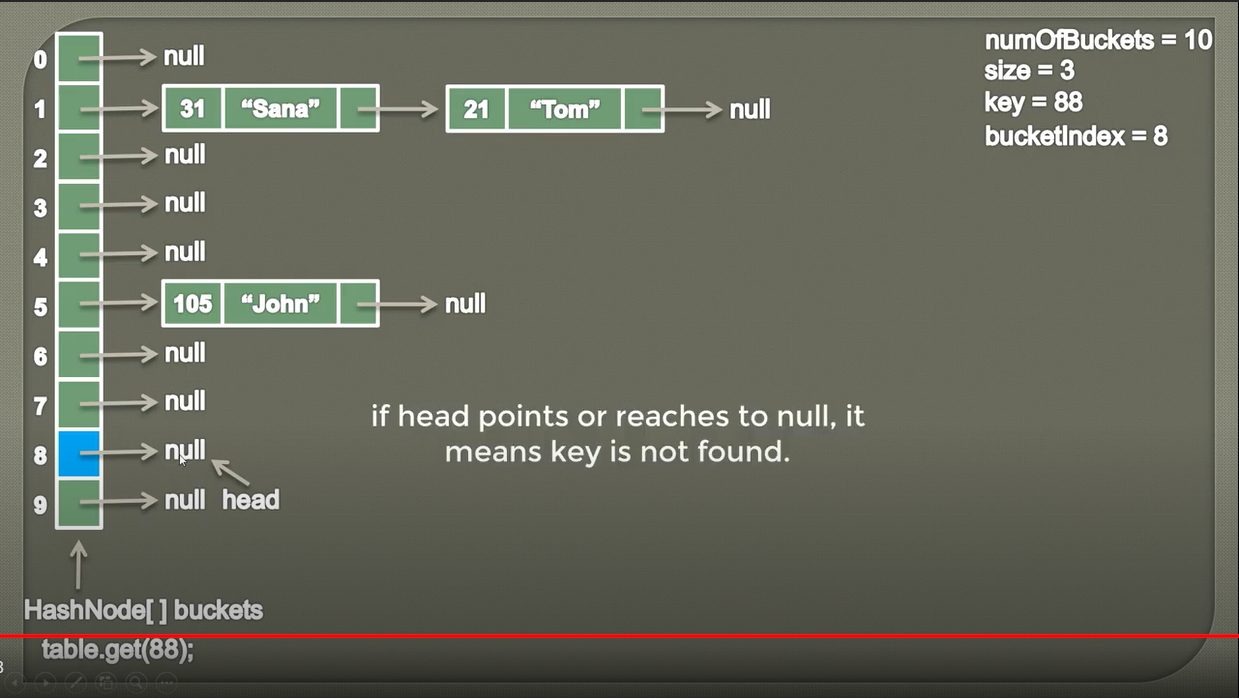 numOfBuckets = 10
size = 3
key = 88
bucketIndex = 8
0 null
1 31 “Sana” 21 “Tom” null
2 null
3 null
4 null
5 105 “John” null
6 null
7 null
8 null
9 null head
if head points or reaches to null, it
means key is not found.
HashNode[ ] buckets
table.get(88);